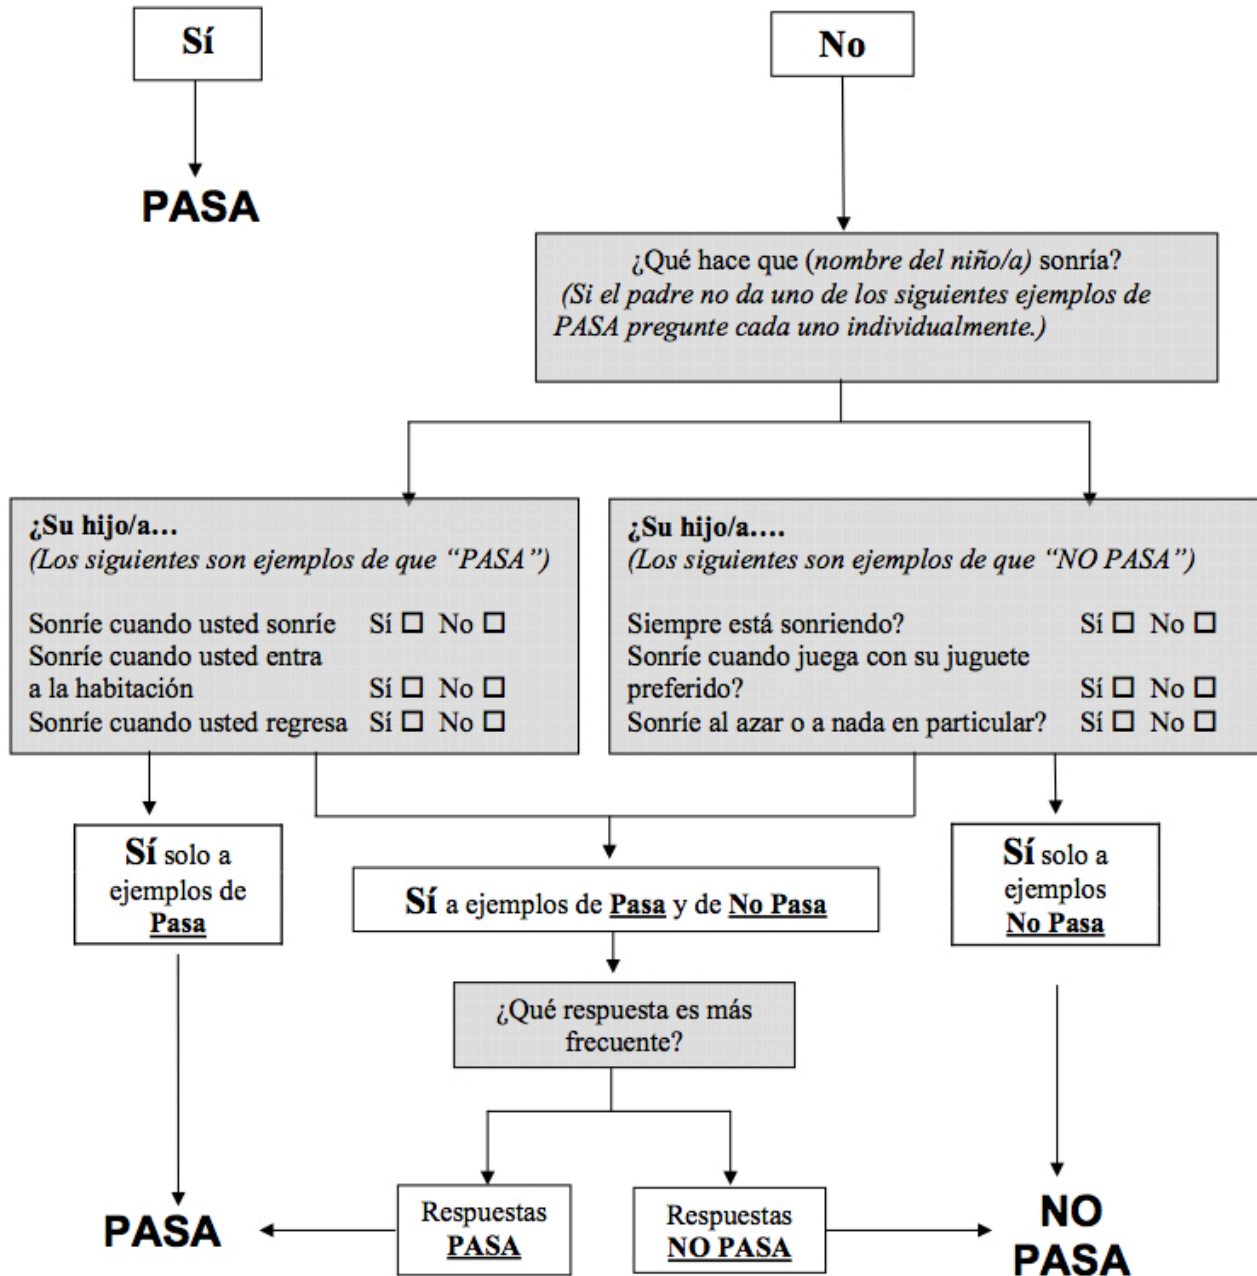 Sí
No
PASA
¿Qué hace que (nombre del niño/a) sonría?
(Si el padre no da uno de los siguientes ejemplos de
PASA pregunte cada uno individualmente.)
¿Su hijo/a…
(Los siguientes son ejemplos de que “PASA”)
Sonríe cuando usted sonríe Sí ☐ No ☐
Sonríe cuando usted entra
a la habitación Sí ☐ No ☐
Sonríe cuando usted regresa Sí ☐ No ☐
¿Su hijo/a….
(Los siguientes son ejemplos de que “NO PASA”)
Siempre está sonriendo? Sí ☐ No ☐
Sonríe cuando juega con su juguete
preferido? Sí ☐ No ☐
Sonríe al azar o a nada en particular? Sí ☐ No ☐
Sí solo a
ejemplos de
Pasa
Sí a ejemplos de Pasa y de No Pasa
Sí solo a
ejemplos
No Pasa
¿Qué respuesta es más
frecuente?
PASA
Respuestas
PASA
Respuestas
NO PASA
NO
PASA